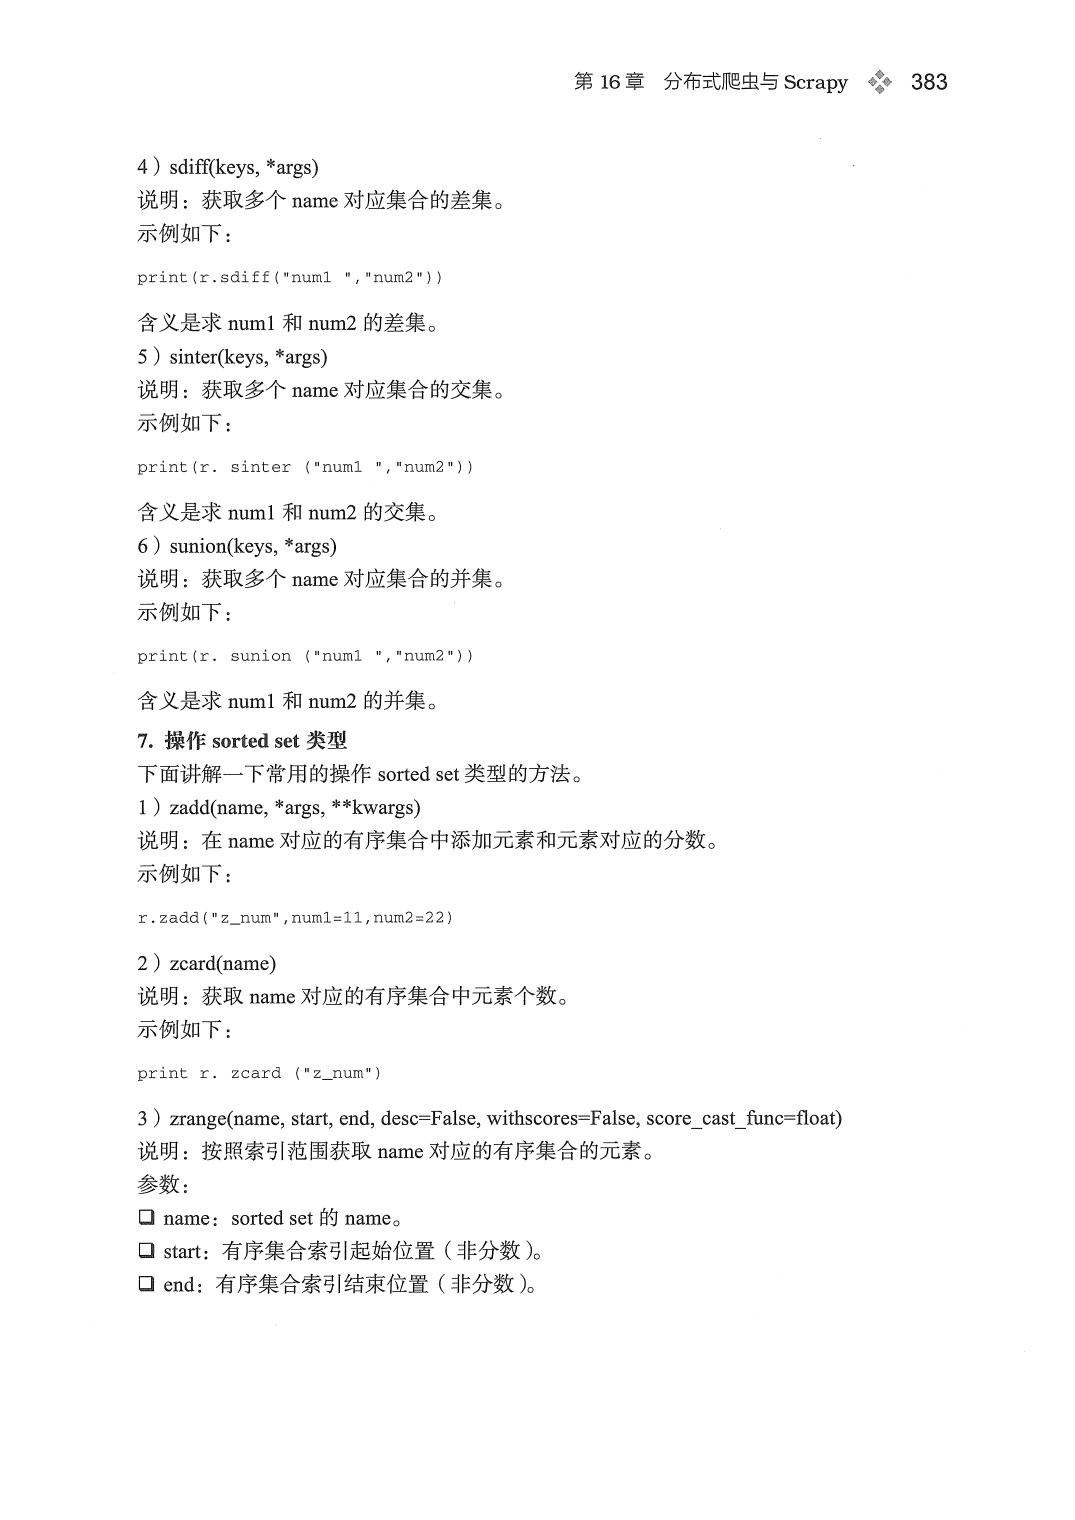 第 16 章 分布式爬虫与 Scrapy 383
4）sdiff(keys, *args)
说明：获取多个 name 对应集合的差集。
示例如下：
print(r.sdiff("num1 ","num2"))
含义是求 num1 和 num2 的差集。
5）sinter(keys, *args)
说明：获取多个 name 对应集合的交集。
示例如下：
print(r. sinter ("num1 ","num2"))
含义是求 num1 和 num2 的交集。
6）sunion(keys, *args)
说明：获取多个 name 对应集合的并集。
示例如下：
print(r. sunion ("num1 ","num2"))
含义是求 num1 和 num2 的并集。
7. 操作 sorted set 类型
下面讲解一下常用的操作 sorted set 类型的方法。
1）zadd(name, *args, **kwargs)
说明：在 name 对应的有序集合中添加元素和元素对应的分数。
示例如下：
r.zadd("z_num",num1=11,num2=22)
2）zcard(name)
说明：获取 name 对应的有序集合中元素个数。
示例如下：
print r. zcard ("z_num")
3）zrange(name, start, end, desc=False, withscores=False, score_cast_func=float)
说明：按照索引范围获取 name 对应的有序集合的元素。
参数：
❑ name：sorted set 的 name。
❑ start：有序集合索引起始位置（非分数）。
❑ end：有序集合索引结束位置（非分数）。